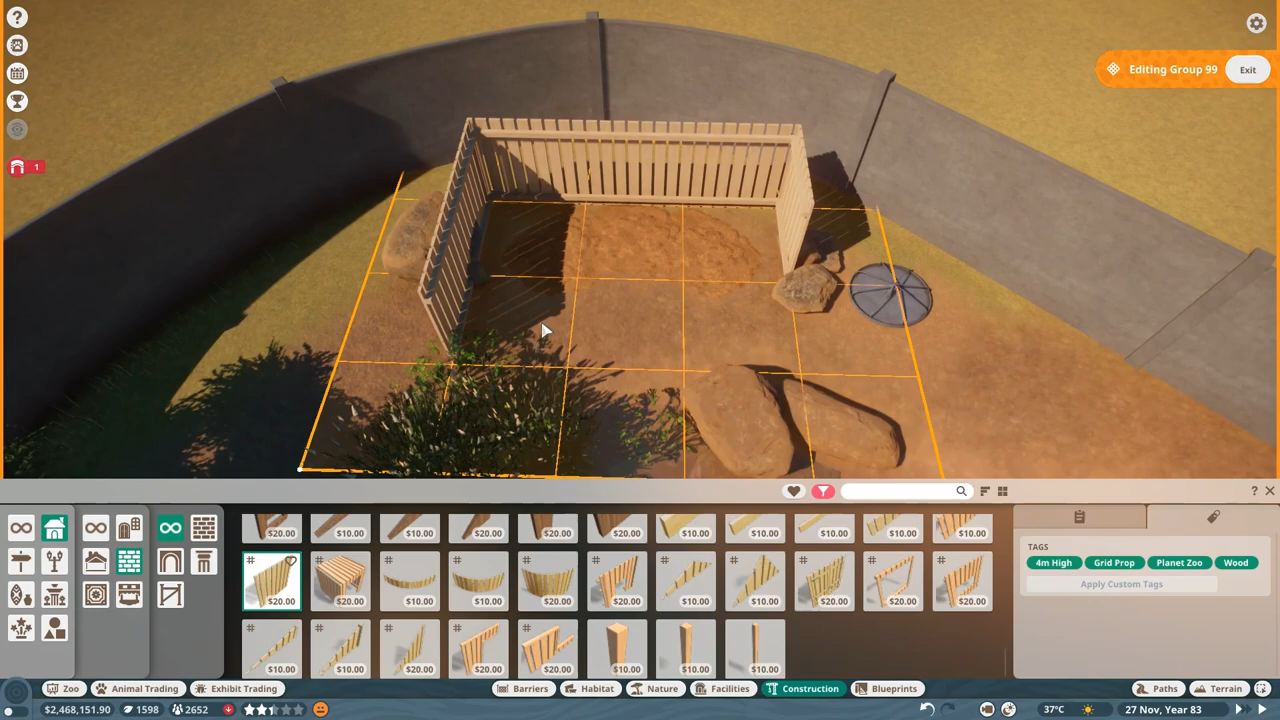 ?
Editing Group 99
Exit
1
? ×
$20.00 $10.00 $10.00 $20.00 $20.00 $20.00 $10.00 $10.00 $10.00 $10.00 $10.00
$20.00 $20.00 $10.00 $10.00 $20.00 $20.00 $10.00 $10.00 $20.00 $20.00 $20.00
$10.00 $10.00 $20.00 $20.00 $20.00 $10.00 $10.00 $10.00
TAGS
4m High Grid Prop Planet Zoo Wood
Apply Custom Tags
Zoo Animal Trading Exhibit Trading Barriers Habitat Nature Facilities Construction Blueprints Paths Terrain
$2,468,151.90 1598 2652 37°C 27 Nov, Year 83